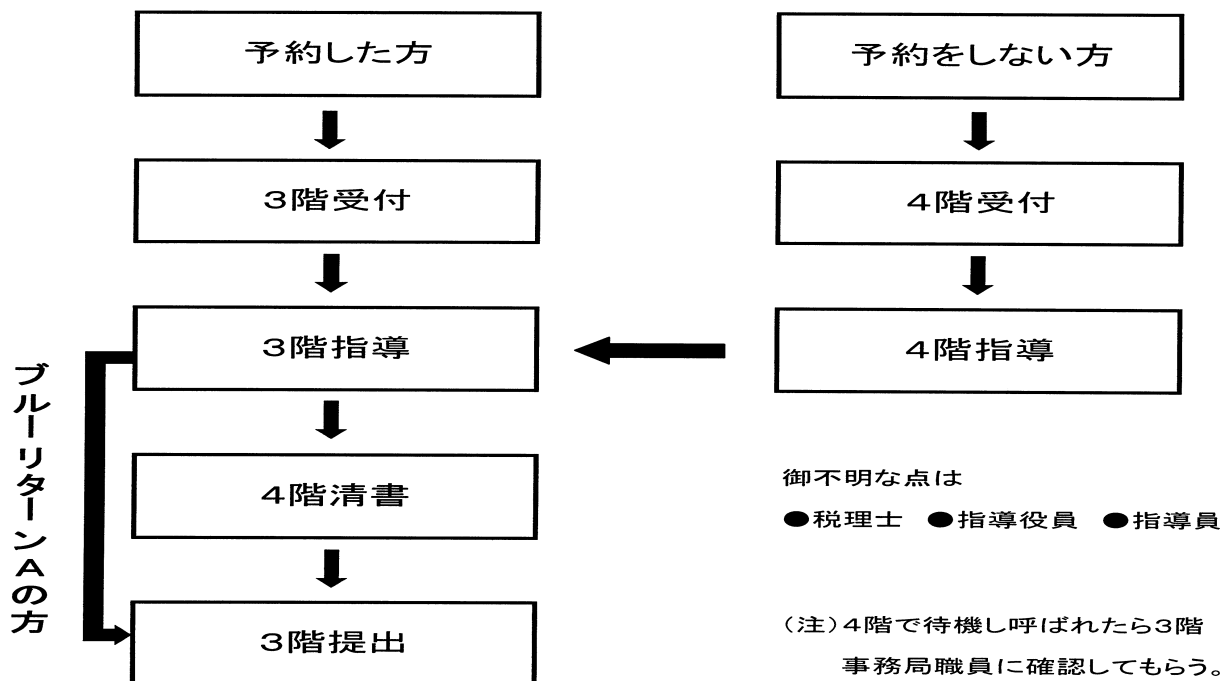 予約した方
3階受付
3階指導
4階清書
3階提出
ブルーリターンAの方
予約をしない方
4階受付
4階指導
御不明な点は
●税理士 ●指導役員 ●指導員
(注)4階で待機し呼ばれたら3階
事務局職員に確認してもらう。